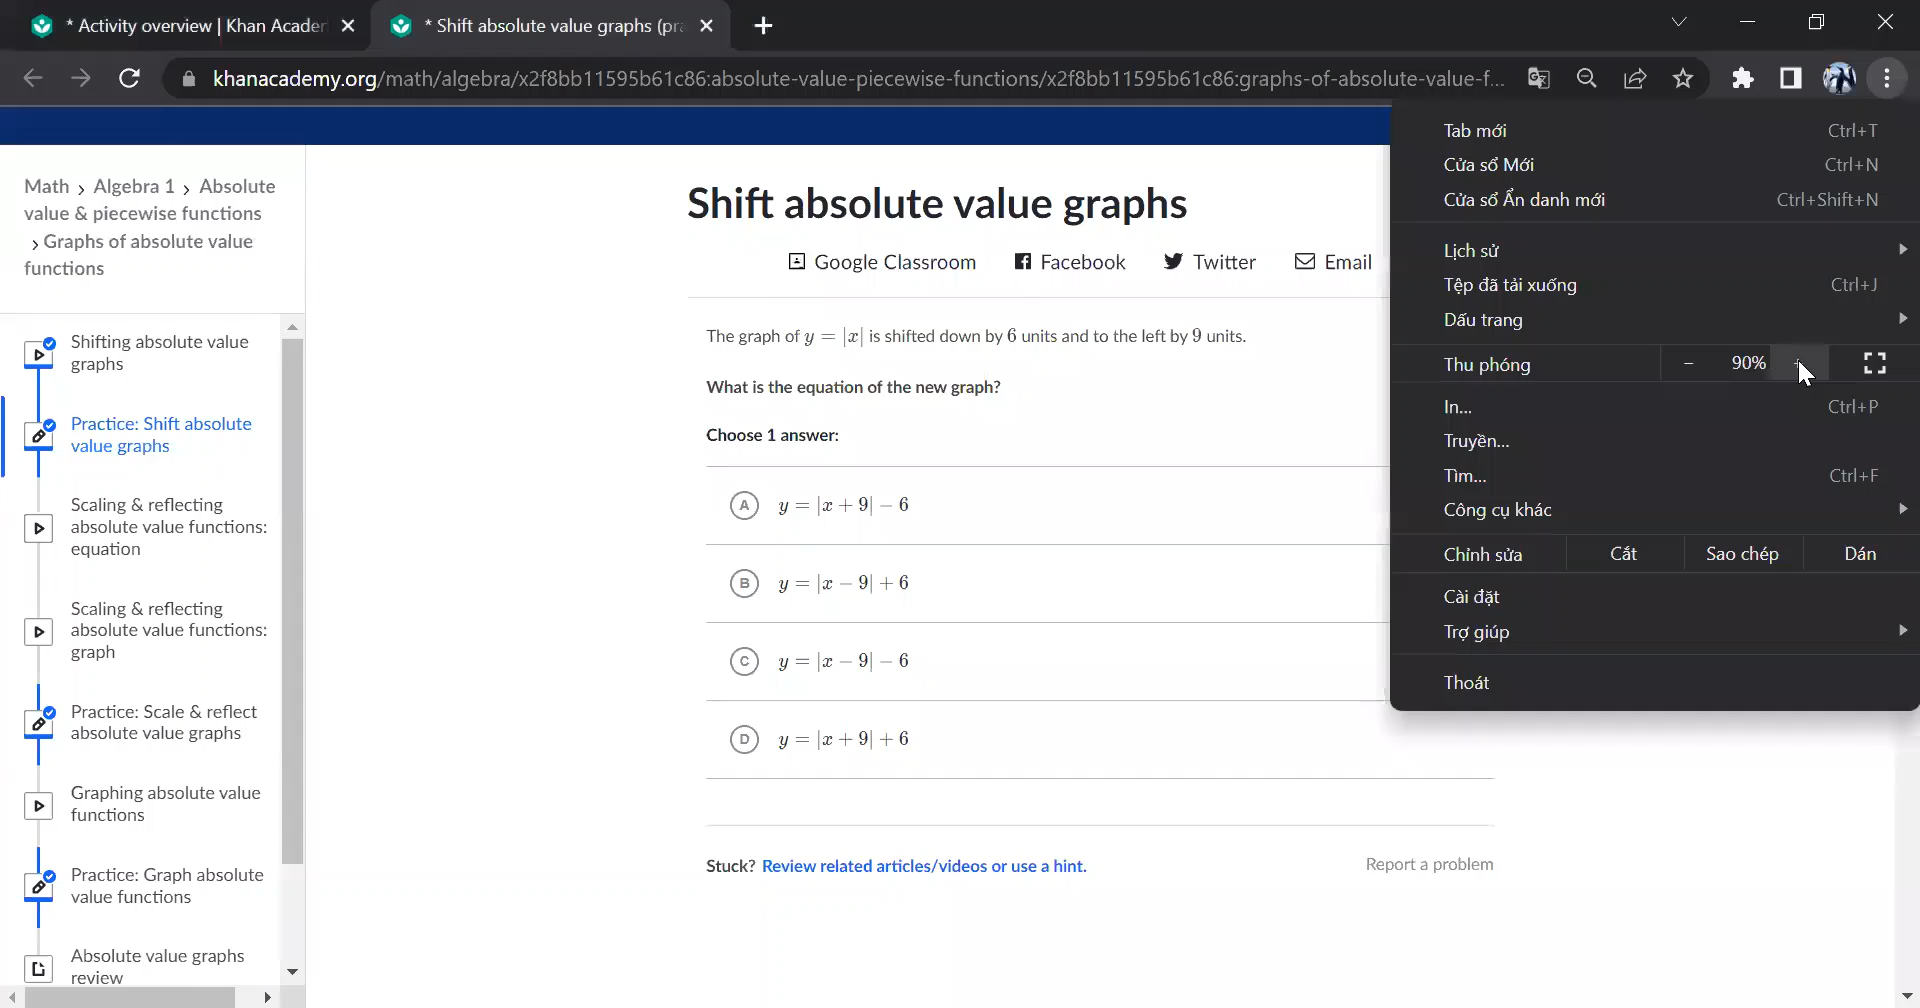 * Activity overview | Khan Acader
* Shift absolute value graphs (pra
khanacademy.org/math/algebra/x2f8bb11595b61c86:absolute-value-piecewise-functions/x2f8bb11595b61c86:graphs-of-absolute-value-f...
Math › Algebra 1 › Absolute
value & piecewise functions
› Graphs of absolute value
functions
Shifting absolute value
graphs
Practice: Shift absolute
value graphs
Scaling & reflecting
absolute value functions:
equation
Scaling & reflecting
absolute value functions:
graph
Practice: Scale & reflect
absolute value graphs
Graphing absolute value
functions
Practice: Graph absolute
value functions
Absolute value graphs
review
Shift absolute value graphs
Google Classroom Facebook Twitter Email
The graph of y = |x| is shifted down by 6 units and to the left by 9 units.
What is the equation of the new graph?
Choose 1 answer:
A y = |x + 9| − 6
B y = |x − 9| + 6
C y = |x − 9| − 6
D y = |x + 9| + 6
Stuck? Review related articles/videos or use a hint.
Report a problem
Tab mới Ctrl+T
Cửa sổ Mới Ctrl+N
Cửa sổ Ẩn danh mới Ctrl+Shift+N
Lịch sử
Tệp đã tải xuống Ctrl+J
Dấu trang
Thu phóng − 90% +
In... Ctrl+P
Truyền...
Tìm... Ctrl+F
Công cụ khác
Chỉnh sửa Cắt Sao chép Dán
Cài đặt
Trợ giúp
Thoát